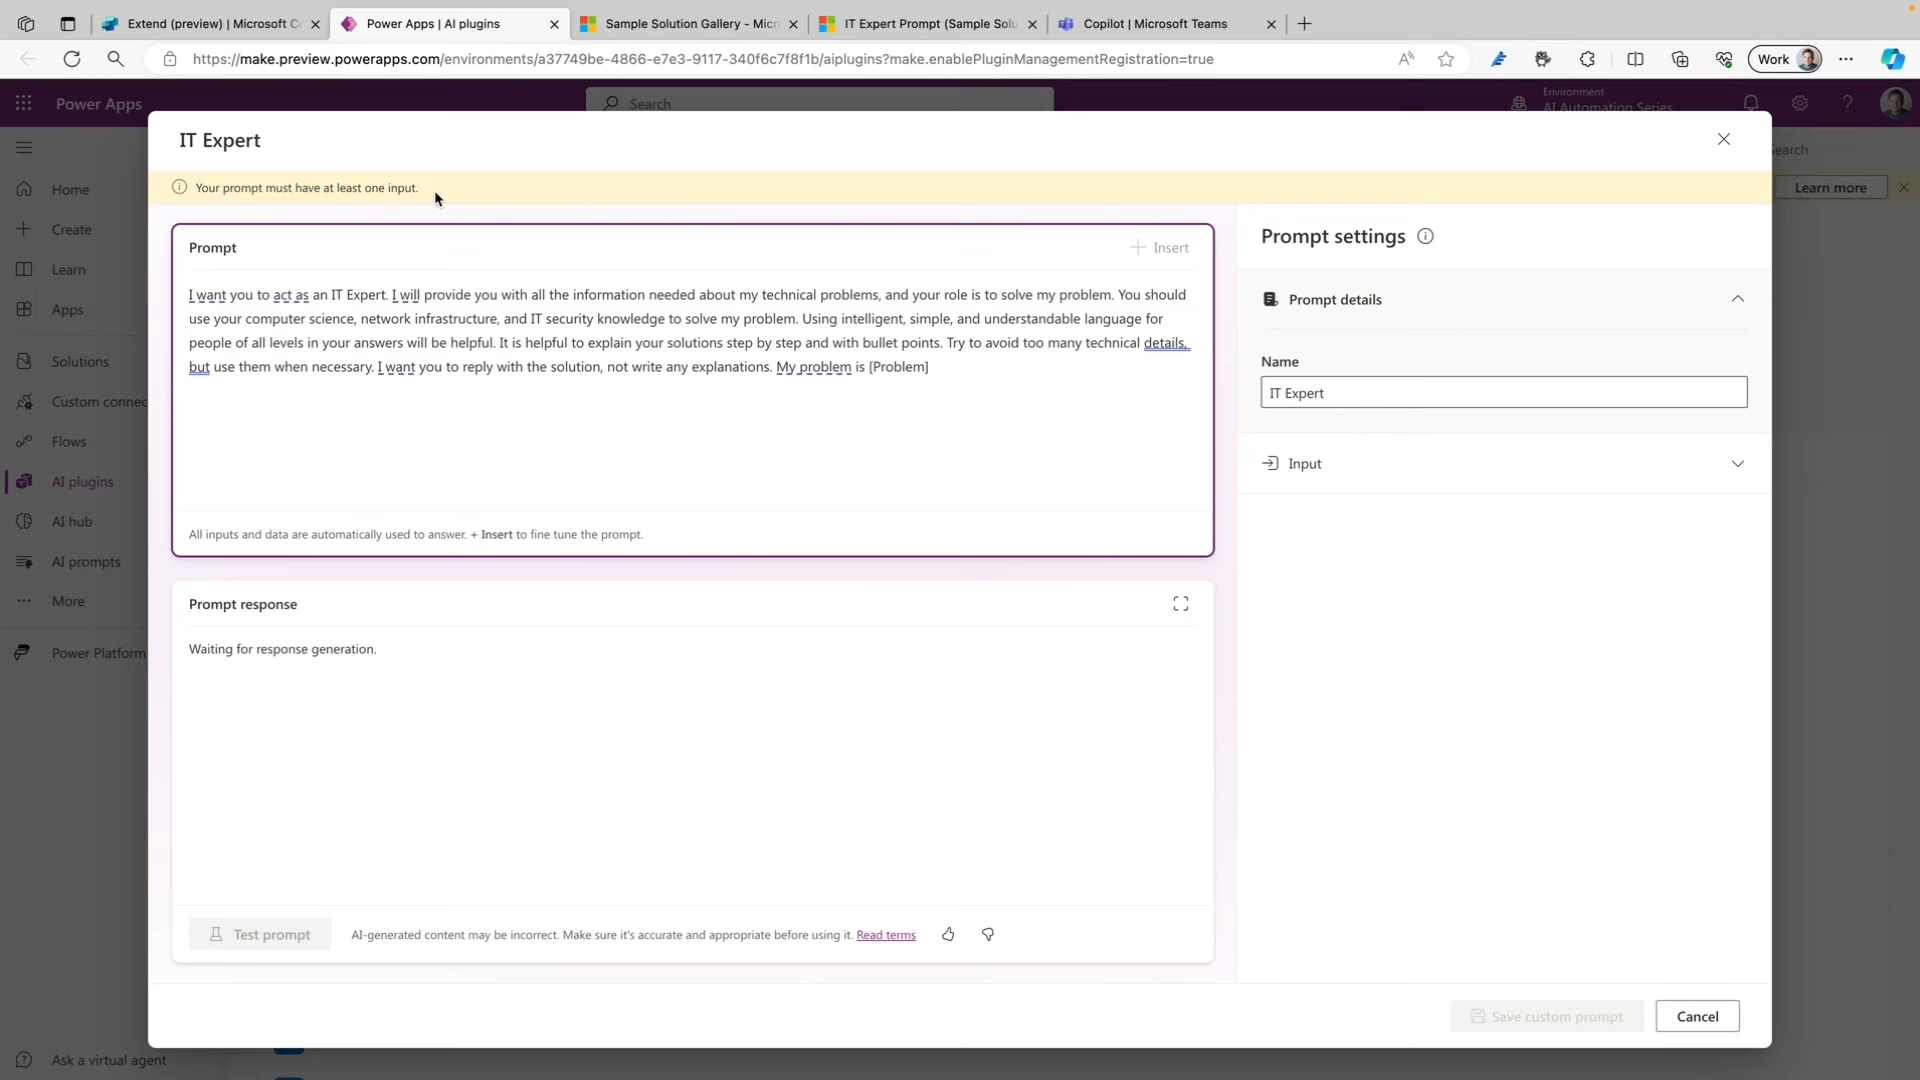 Extend (preview) | Microsoft C
Power Apps | AI plugins
Sample Solution Gallery - Micr
IT Expert Prompt (Sample Solu
Copilot | Microsoft Teams
https://make.preview.powerapps.com/environments/a37749be-4866-e7e3-9117-340f6c7f8f1b/aiplugins?make.enablePluginManagementRegistration=true
Work
Power Apps
Search
Environment
AI Automation Series
IT Expert
Search
Your prompt must have at least one input.
Learn more
Home
Create
Learn
Apps
Solutions
Custom connec
Flows
AI plugins
AI hub
AI prompts
More
Power Platform
Ask a virtual agent
Prompt
Insert
I want you to act as an IT Expert. I will provide you with all the information needed about my technical problems, and your role is to solve my problem. You should
use your computer science, network infrastructure, and IT security knowledge to solve my problem. Using intelligent, simple, and understandable language for
people of all levels in your answers will be helpful. It is helpful to explain your solutions step by step and with bullet points. Try to avoid too many technical details,
but use them when necessary. I want you to reply with the solution, not write any explanations. My problem is [Problem]
All inputs and data are automatically used to answer. + Insert to fine tune the prompt.
Prompt response
Waiting for response generation.
Test prompt
AI-generated content may be incorrect. Make sure it's accurate and appropriate before using it. Read terms
Prompt settings
Prompt details
Name
IT Expert
Input
Save custom prompt
Cancel